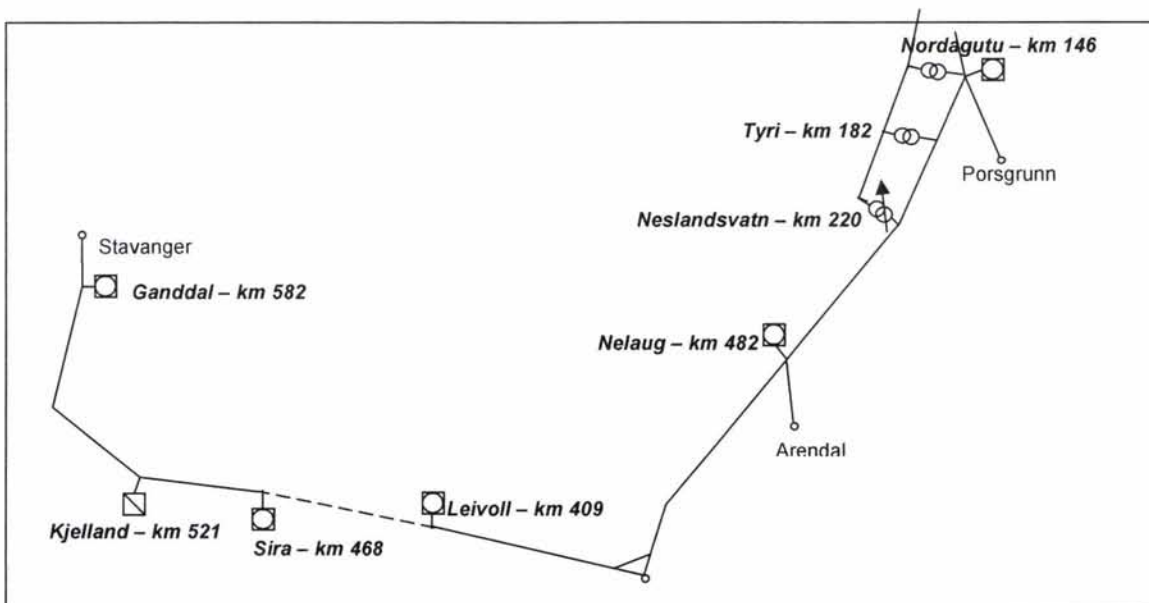 Nordagutu – km 146
Tyri – km 182
Porsgrunn
Neslandsvatn – km 220
Stavanger
Ganddal – km 582
Nelaug – km 482
Arendal
Leivoll – km 409
Kjelland – km 521
Sira – km 468